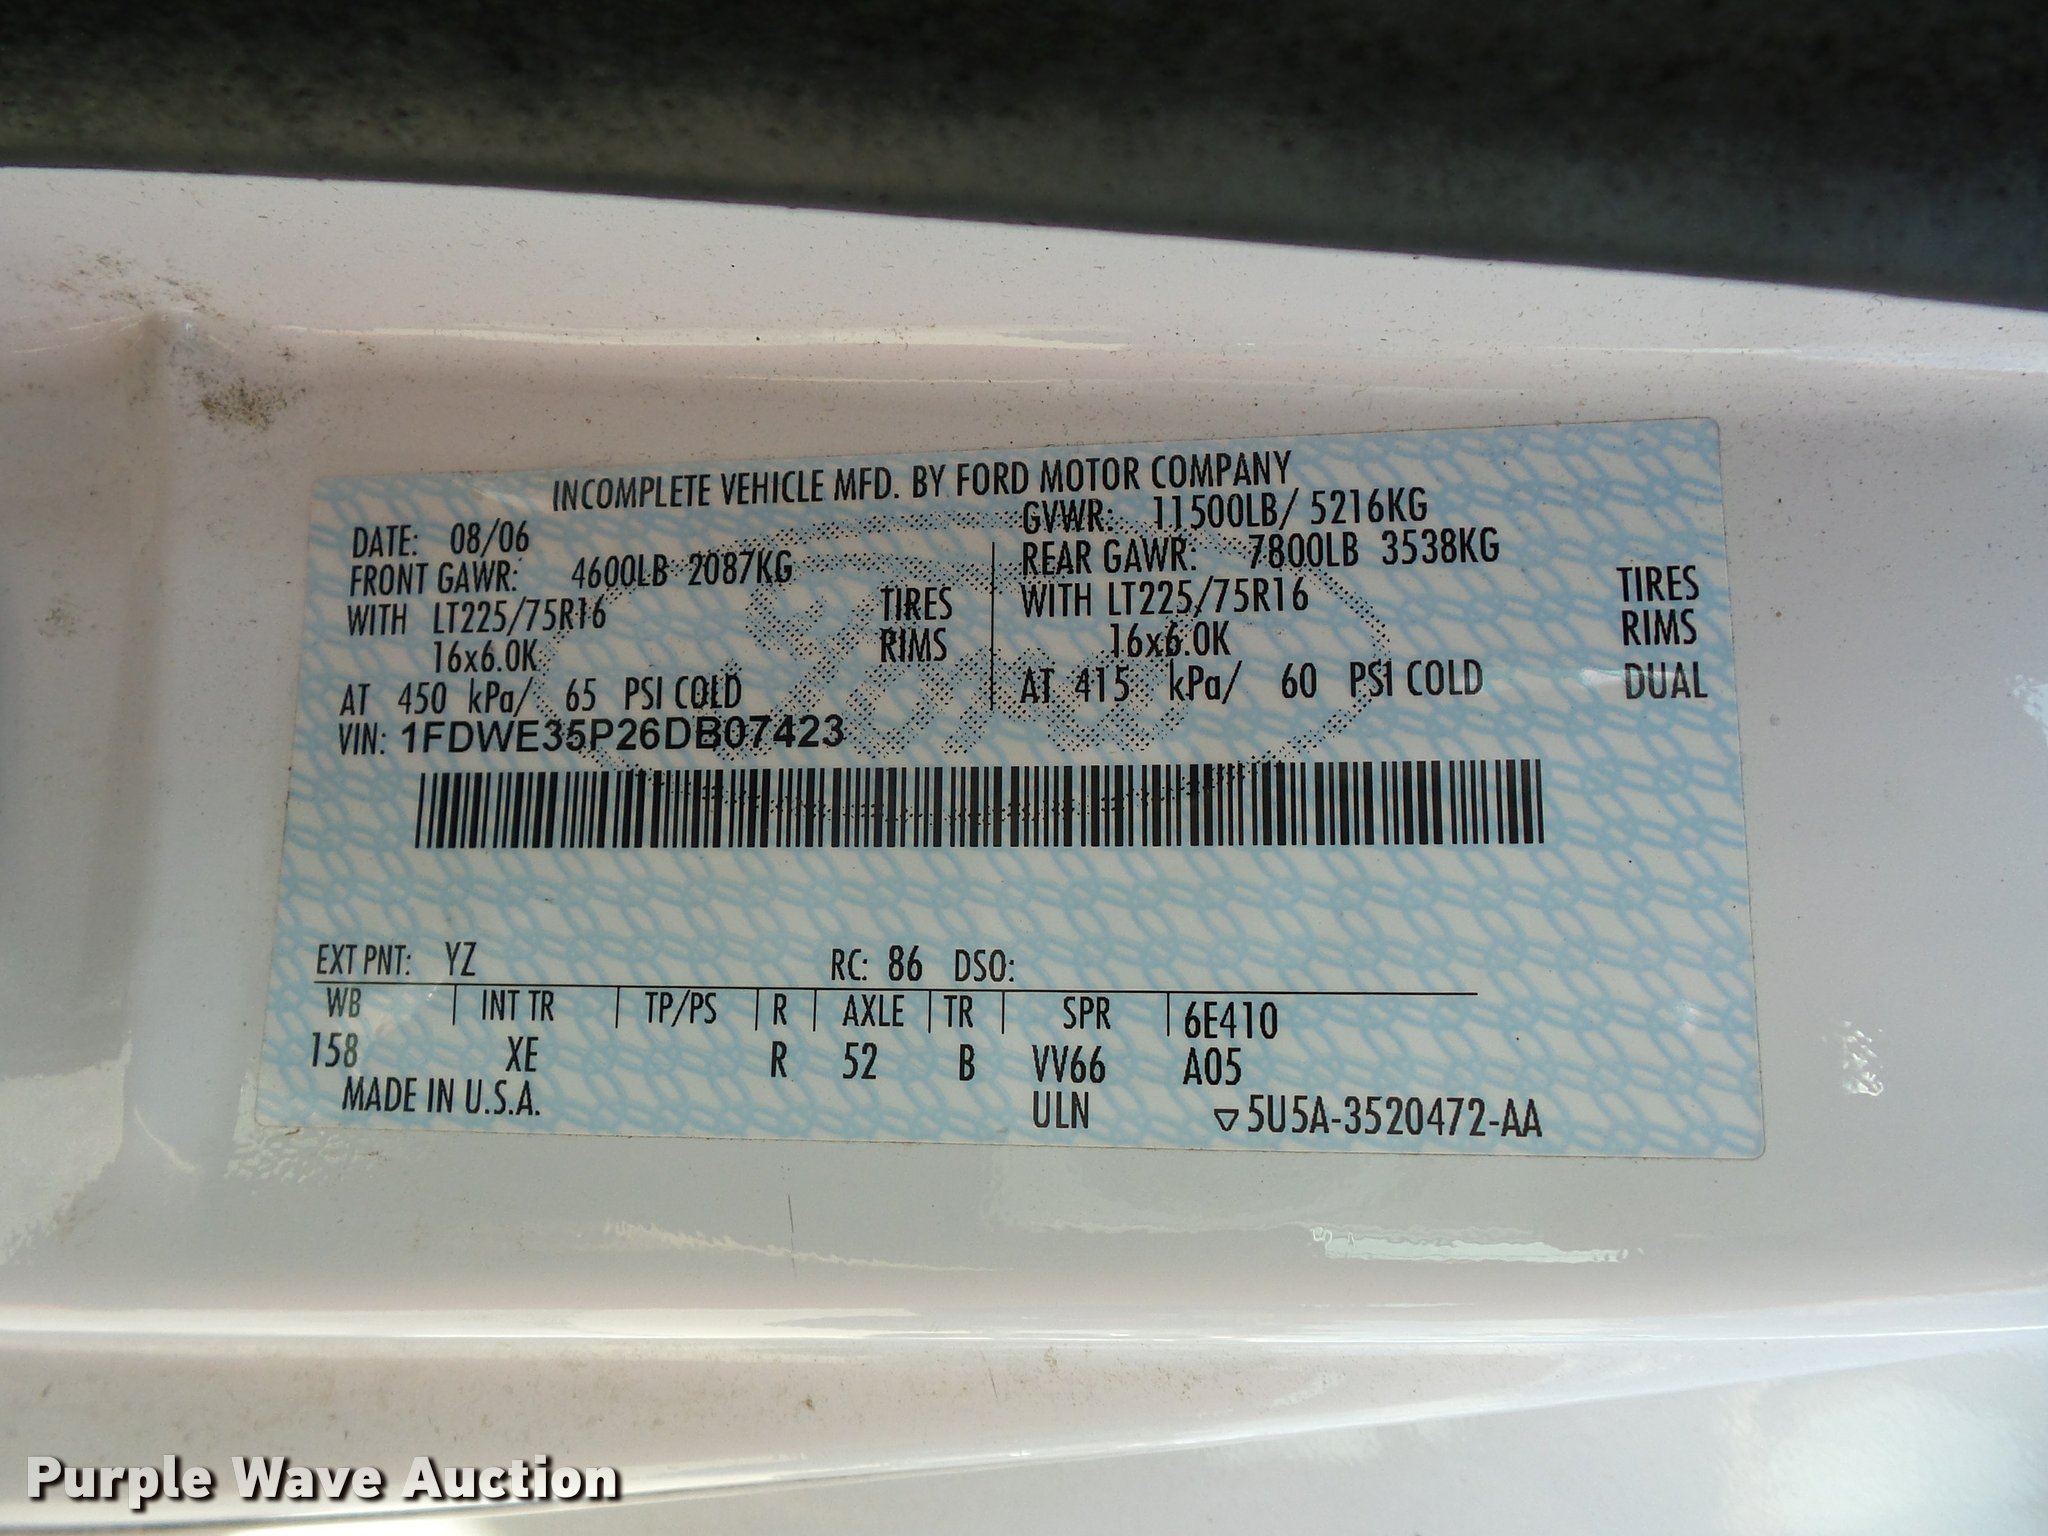 INCOMPLETE VEHICLE MFD. BY FORD MOTOR COMPANY
DATE: 08/06 GVWR: 11500LB/ 5216KG
FRONT GAWR: 4600LB 2087KG REAR GAWR: 7800LB 3538KG
WITH LT225/75R16 TIRES WITH LT225/75R16 TIRES
16x6.0K RIMS 16x6.0K RIMS
AT 450 kPa/ 65 PSI COLD AT 415 kPa/ 60 PSI COLD DUAL
VIN: 1FDWE35P26DB07423
Ford
EXT PNT: YZ RC: 86 DSO:
WB INT TR TP/PS R AXLE TR SPR 6E410
158 XE R 52 B VV66 A05
MADE IN U.S.A. ULN ▽5U5A-3520472-AA
Purple Wave Auction